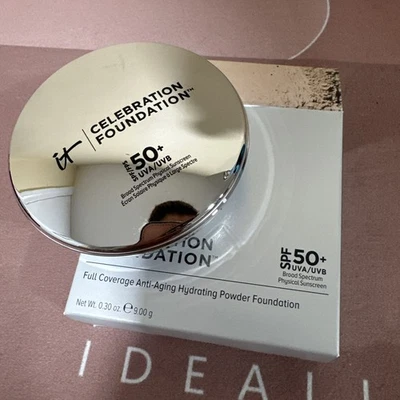 it
CELEBRATION
FOUNDATION™
SPF 50+
UVA/UVB
Broad Spectrum Physical Sunscreen
Écran Solaire Physique à Large Spectre
FOUNDATION™
Full Coverage Anti-Aging Hydrating Powder Foundation
Net Wt. 0.30 oz. ℮ 9.00 g
SPF 50+
UVA/UVB
Broad Spectrum
Physical Sunscreen
IDEAL